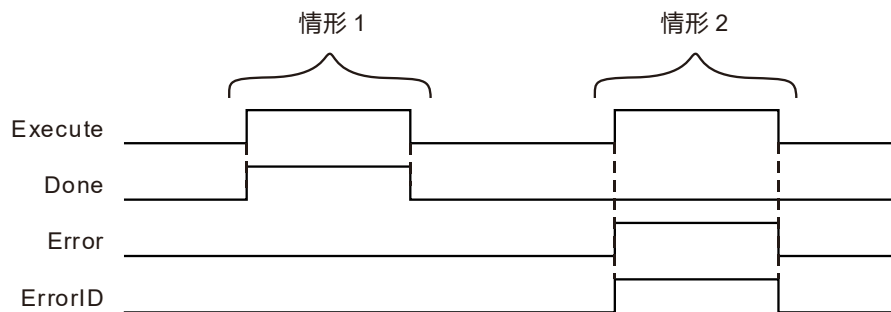 情形 1
情形 2
Execute
Done
Error
ErrorID